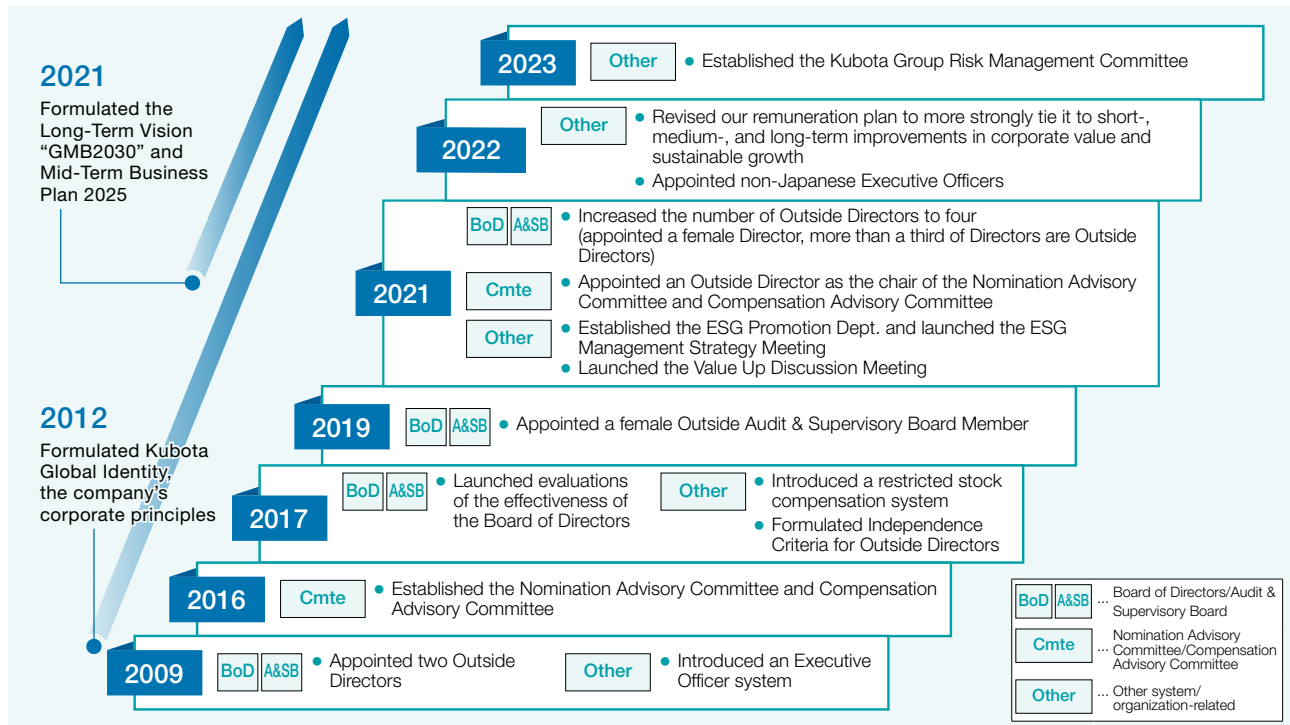 2021
Formulated the
Long-Term Vision
“GMB2030” and
Mid-Term Business
Plan 2025
2012
Formulated Kubota
Global Identity,
the company’s
corporate principles
2023
Other
• Established the Kubota Group Risk Management Committee
2022
Other
• Revised our remuneration plan to more strongly tie it to short-,
medium-, and long-term improvements in corporate value and
sustainable growth
• Appointed non-Japanese Executive Officers
2021
BoD A&SB
• Increased the number of Outside Directors to four
(appointed a female Director, more than a third of Directors are Outside
Directors)
Cmte
• Appointed an Outside Director as the chair of the Nomination Advisory
Committee and Compensation Advisory Committee
Other
• Established the ESG Promotion Dept. and launched the ESG
Management Strategy Meeting
• Launched the Value Up Discussion Meeting
2019
BoD A&SB
• Appointed a female Outside Audit & Supervisory Board Member
2017
BoD A&SB
• Launched evaluations
of the effectiveness of
the Board of Directors
Other
• Introduced a restricted stock
compensation system
• Formulated Independence
Criteria for Outside Directors
2016
Cmte
• Established the Nomination Advisory Committee and Compensation
Advisory Committee
2009
BoD A&SB
• Appointed two Outside
Directors
Other
• Introduced an Executive
Officer system
BoD A&SB ... Board of Directors/Audit &
Supervisory Board
Cmte ... Nomination Advisory
Committee/Compensation
Advisory Committee
Other ... Other system/
organization-related